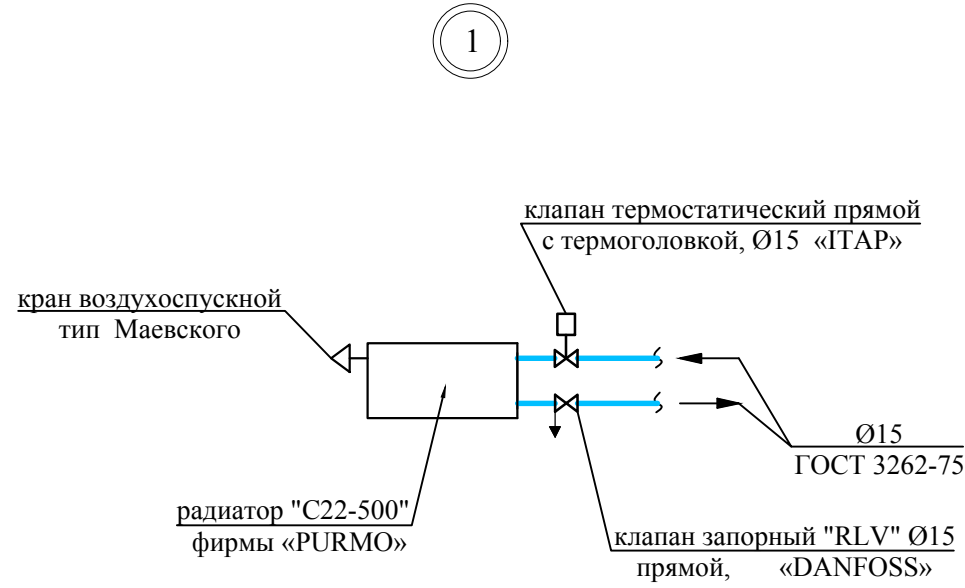 1
клапан термостатический прямой
с термоголовкой, Ø15 «ITAP»
кран воздухоспускной
тип Маевского
Ø15
ГОСТ 3262-75
радиатор "C22-500"
фирмы «PURMO»
клапан запорный "RLV" Ø15
прямой, «DANFOSS»